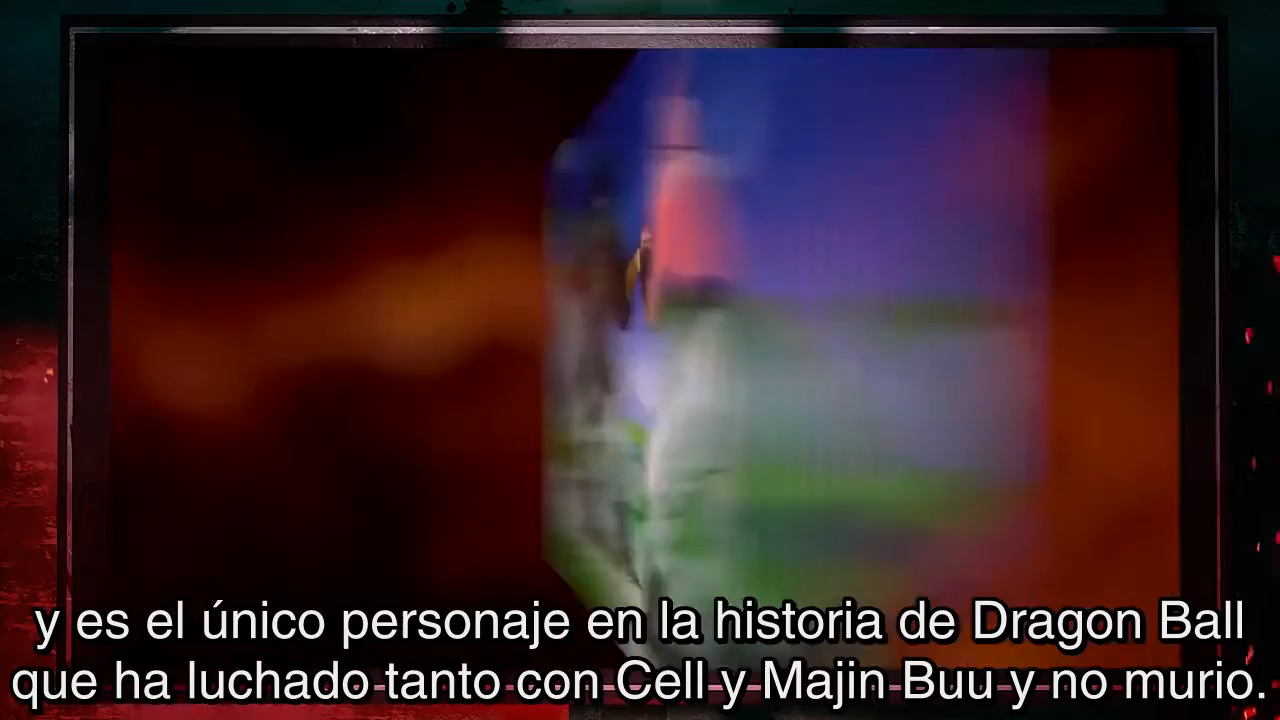 y es el único personaje en la historia de Dragon Ball
que ha luchado tanto con Cell y Majin Buu y no murio.